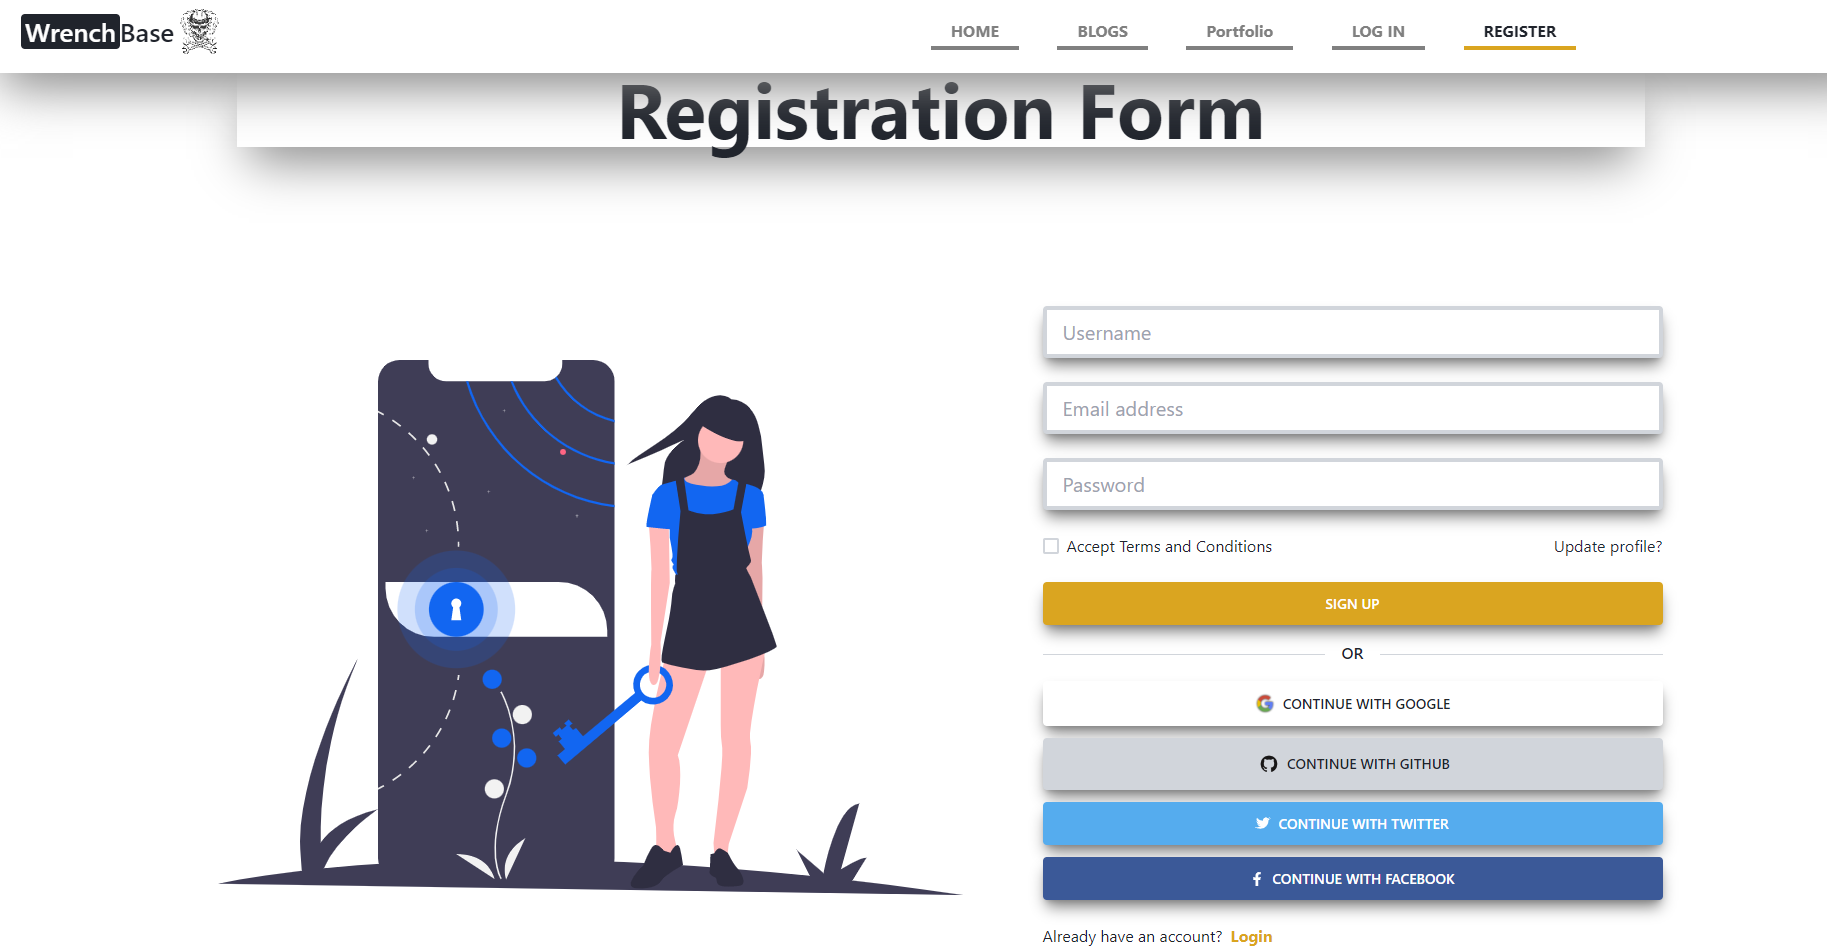 WrenchBase
HOME BLOGS Portfolio LOG IN REGISTER
Registration Form
Username
Email address
Password
Accept Terms and Conditions Update profile?
SIGN UP
OR
CONTINUE WITH GOOGLE
CONTINUE WITH GITHUB
CONTINUE WITH TWITTER
CONTINUE WITH FACEBOOK
Already have an account? Login